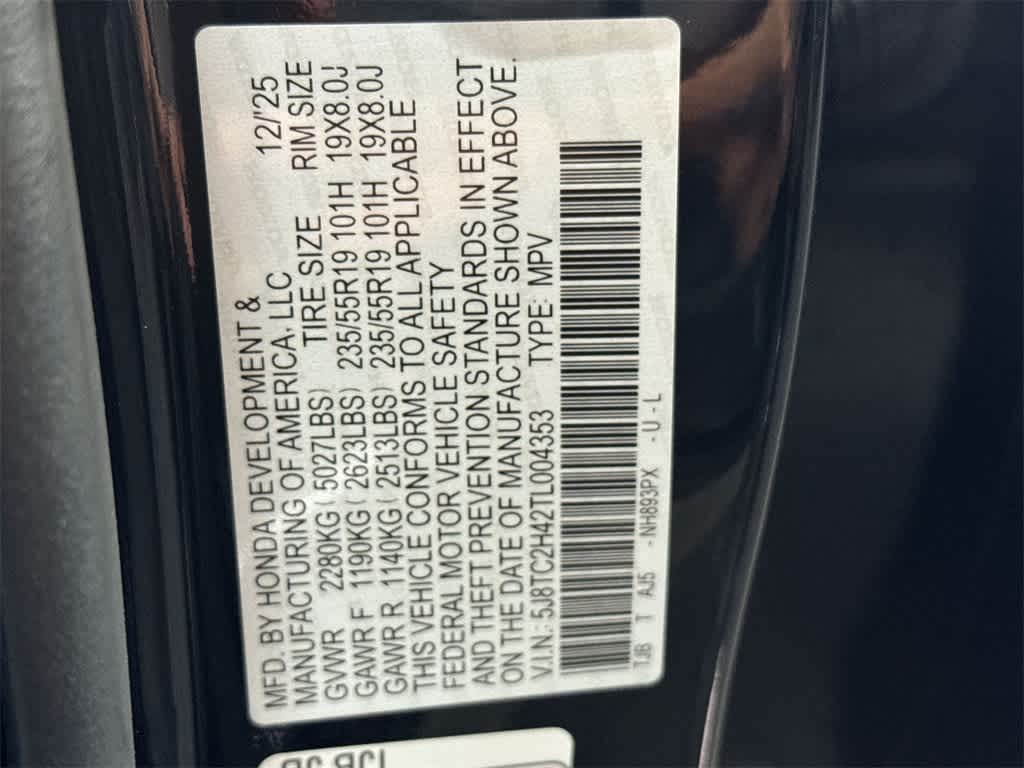 MFD. BY HONDA DEVELOPMENT &
MANUFACTURING OF AMERICA, LLC 12/'25
TIRE SIZE RIM SIZE
GVWR 2280KG ( 5027LBS) 235/55R19 101H 19X8.0J
GAWR F 1190KG ( 2623LBS) 235/55R19 101H 19X8.0J
GAWR R 1140KG ( 2513LBS)
THIS VEHICLE CONFORMS TO ALL APPLICABLE
FEDERAL MOTOR VEHICLE SAFETY
AND THEFT PREVENTION STANDARDS IN EFFECT
ON THE DATE OF MANUFACTURE SHOWN ABOVE.
V.I.N.: 5J8TC2H42TL004353 TYPE: MPV
TJB T AJ5 - NH893PX - U - L